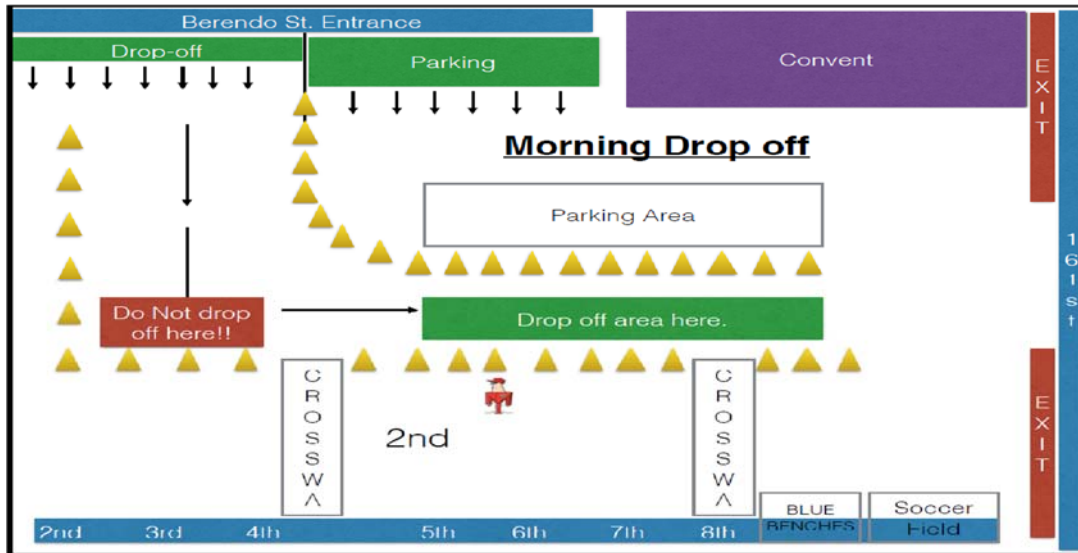 Berendo St. Entrance
Drop-off
Parking
Convent
EXIT
Morning Drop off
Parking Area
161st
Do Not drop
off here!!
Drop off area here.
CROSSWA
CROSSWA
EXIT
2nd
BLUE
BENCHES
Soccer
Field
2nd 3rd 4th 5th 6th 7th 8th